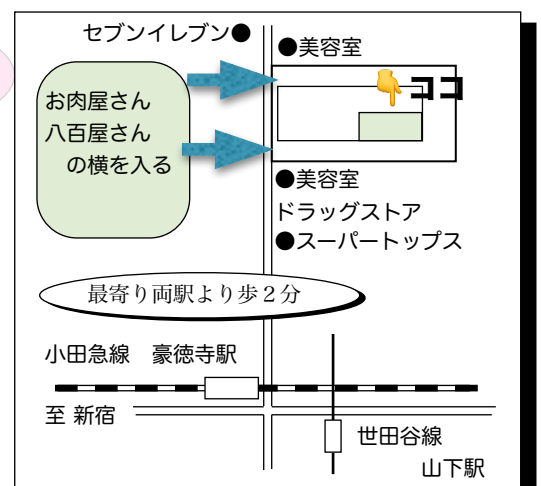 セブンイレブン●
●美容室
ココ
お肉屋さん
八百屋さん
の横を入る
●美容室
ドラッグストア
●スーパートップス
最寄り両駅より歩２分
小田急線　豪徳寺駅
至 新宿
世田谷線
山下駅